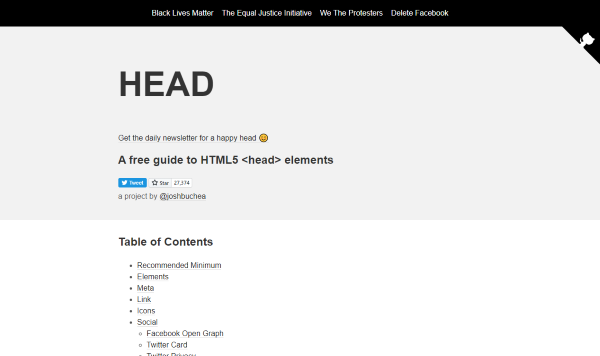 Black Lives Matter The Equal Justice Initiative We The Protesters Delete Facebook
HEAD
Get the daily newsletter for a happy head 😊
A free guide to HTML5 <head> elements
Tweet Star 27,374
a project by @joshbuchea
Table of Contents
Recommended Minimum
Elements
Meta
Link
Icons
Social
Facebook Open Graph
Twitter Card
Twitter Privacy